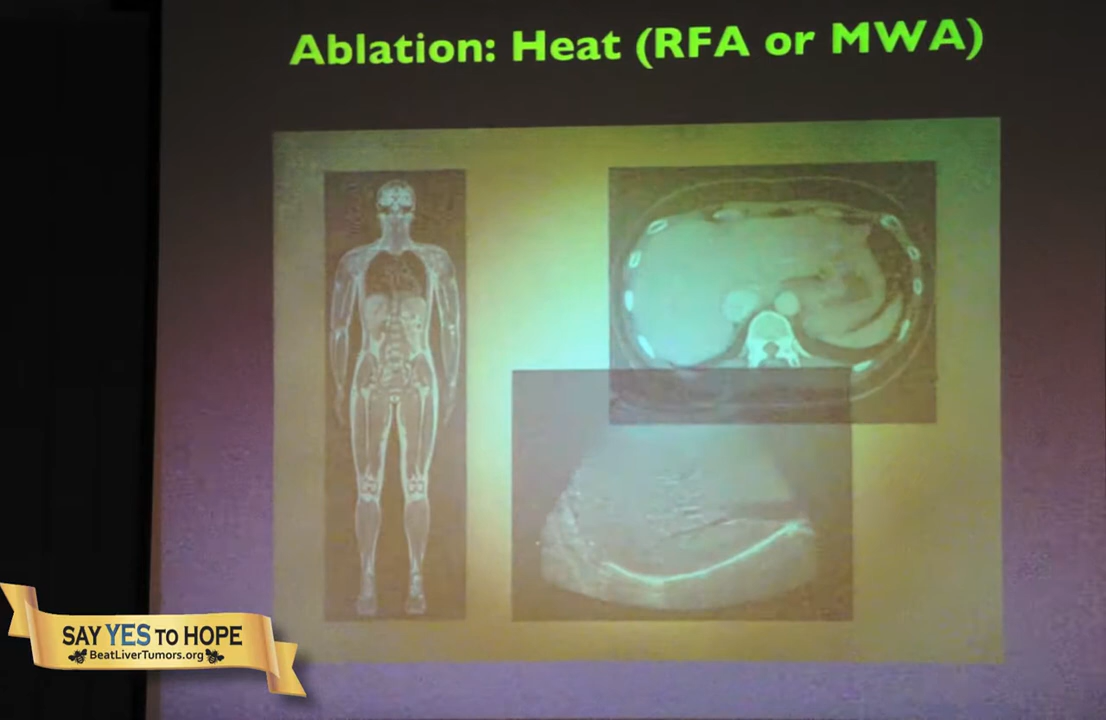 Ablation: Heat (RFA or MWA)
SAY YES TO HOPE
BeatLiverTumors.org